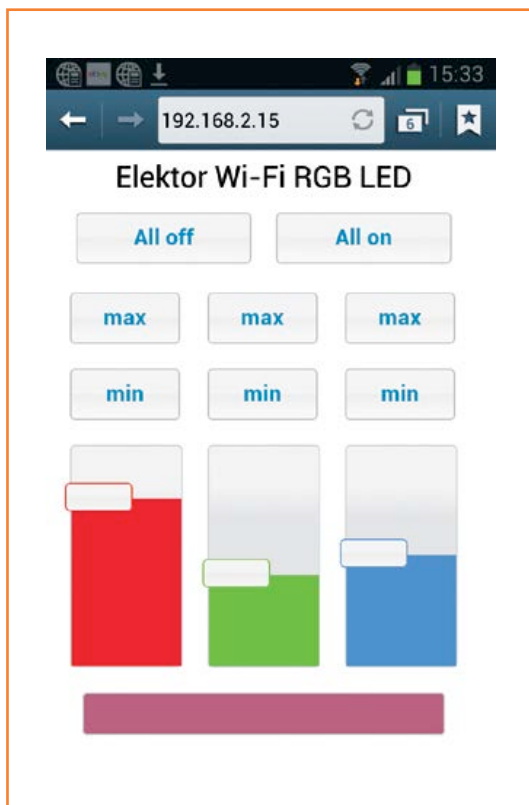 15:33
192.168.2.15
6
Elektor Wi-Fi RGB LED
All off All on
max max max
min min min